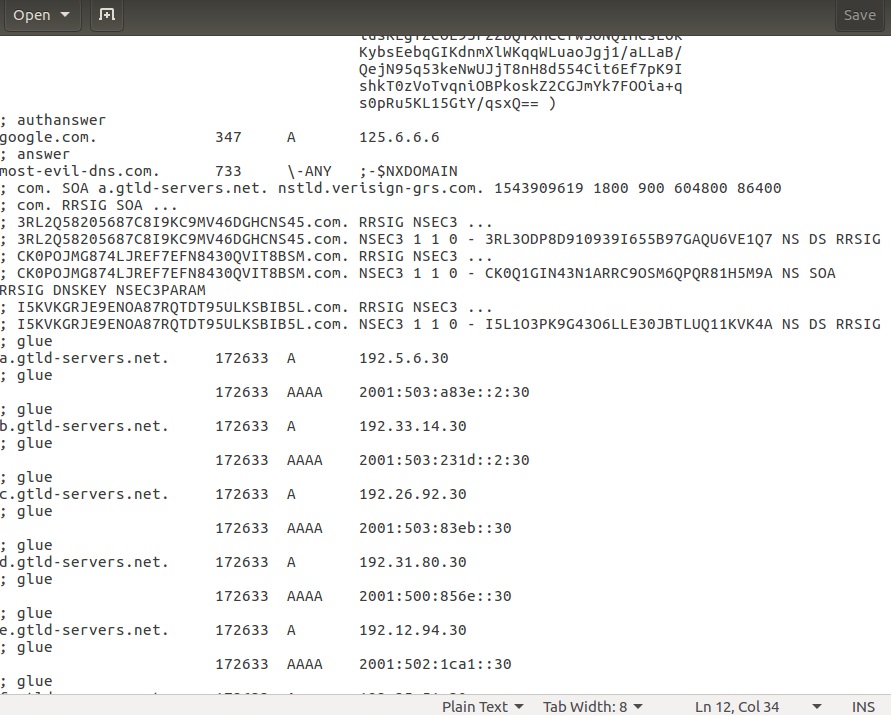 Open
Save
KybsEebqGIKdnmXlWKqqWLuaoJgj1/aLLaB/
QejN95q53keNwUJjT8nH8d554Cit6Ef7pK9I
shkT0zVoTvqniOBPkoskZ2CGJmYk7FOOia+q
s0pRu5KL15GtY/qsxQ== )
; authanswer
google.com. 347 A 125.6.6.6
; answer
most-evil-dns.com. 733 \-ANY ;-$NXDOMAIN
; com. SOA a.gtld-servers.net. nstld.verisign-grs.com. 1543909619 1800 900 604800 86400
; com. RRSIG SOA ...
; 3RL2Q58205687C8I9KC9MV46DGHCNS45.com. RRSIG NSEC3 ...
; 3RL2Q58205687C8I9KC9MV46DGHCNS45.com. NSEC3 1 1 0 - 3RL3ODP8D910939I655B97GAQU6VE1Q7 NS DS RRSIG
; CK0POJMG874LJREF7EFN8430QVIT8BSM.com. RRSIG NSEC3 ...
; CK0POJMG874LJREF7EFN8430QVIT8BSM.com. NSEC3 1 1 0 - CK0Q1GIN43N1ARRC9OSM6QPQR81H5M9A NS SOA
RRSIG DNSKEY NSEC3PARAM
; I5KVKGRJE9ENOA87RQTDT95ULKSBIB5L.com. RRSIG NSEC3 ...
; I5KVKGRJE9ENOA87RQTDT95ULKSBIB5L.com. NSEC3 1 1 0 - I5L1O3PK9G43O6LLE30JBTLUQ11KVK4A NS DS RRSIG
; glue
a.gtld-servers.net. 172633 A 192.5.6.30
; glue
172633 AAAA 2001:503:a83e::2:30
; glue
b.gtld-servers.net. 172633 A 192.33.14.30
; glue
172633 AAAA 2001:503:231d::2:30
; glue
c.gtld-servers.net. 172633 A 192.26.92.30
; glue
172633 AAAA 2001:503:83eb::30
; glue
d.gtld-servers.net. 172633 A 192.31.80.30
; glue
172633 AAAA 2001:500:856e::30
; glue
e.gtld-servers.net. 172633 A 192.12.94.30
; glue
172633 AAAA 2001:502:1ca1::30
; glue
Plain Text Tab Width: 8 Ln 12, Col 34 INS